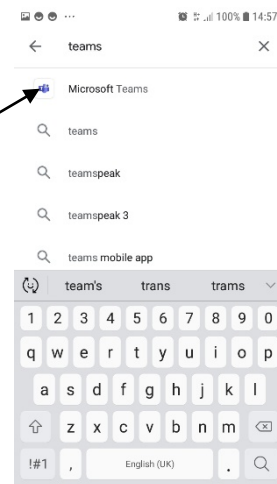 100% 14:57
teams
Microsoft Teams
teams
teamspeak
teamspeak 3
teams mobile app
team's trans trams
1 2 3 4 5 6 7 8 9 0
q w e r t y u i o p
a s d f g h j k l
z x c v b n m
!#1 , English (UK) .